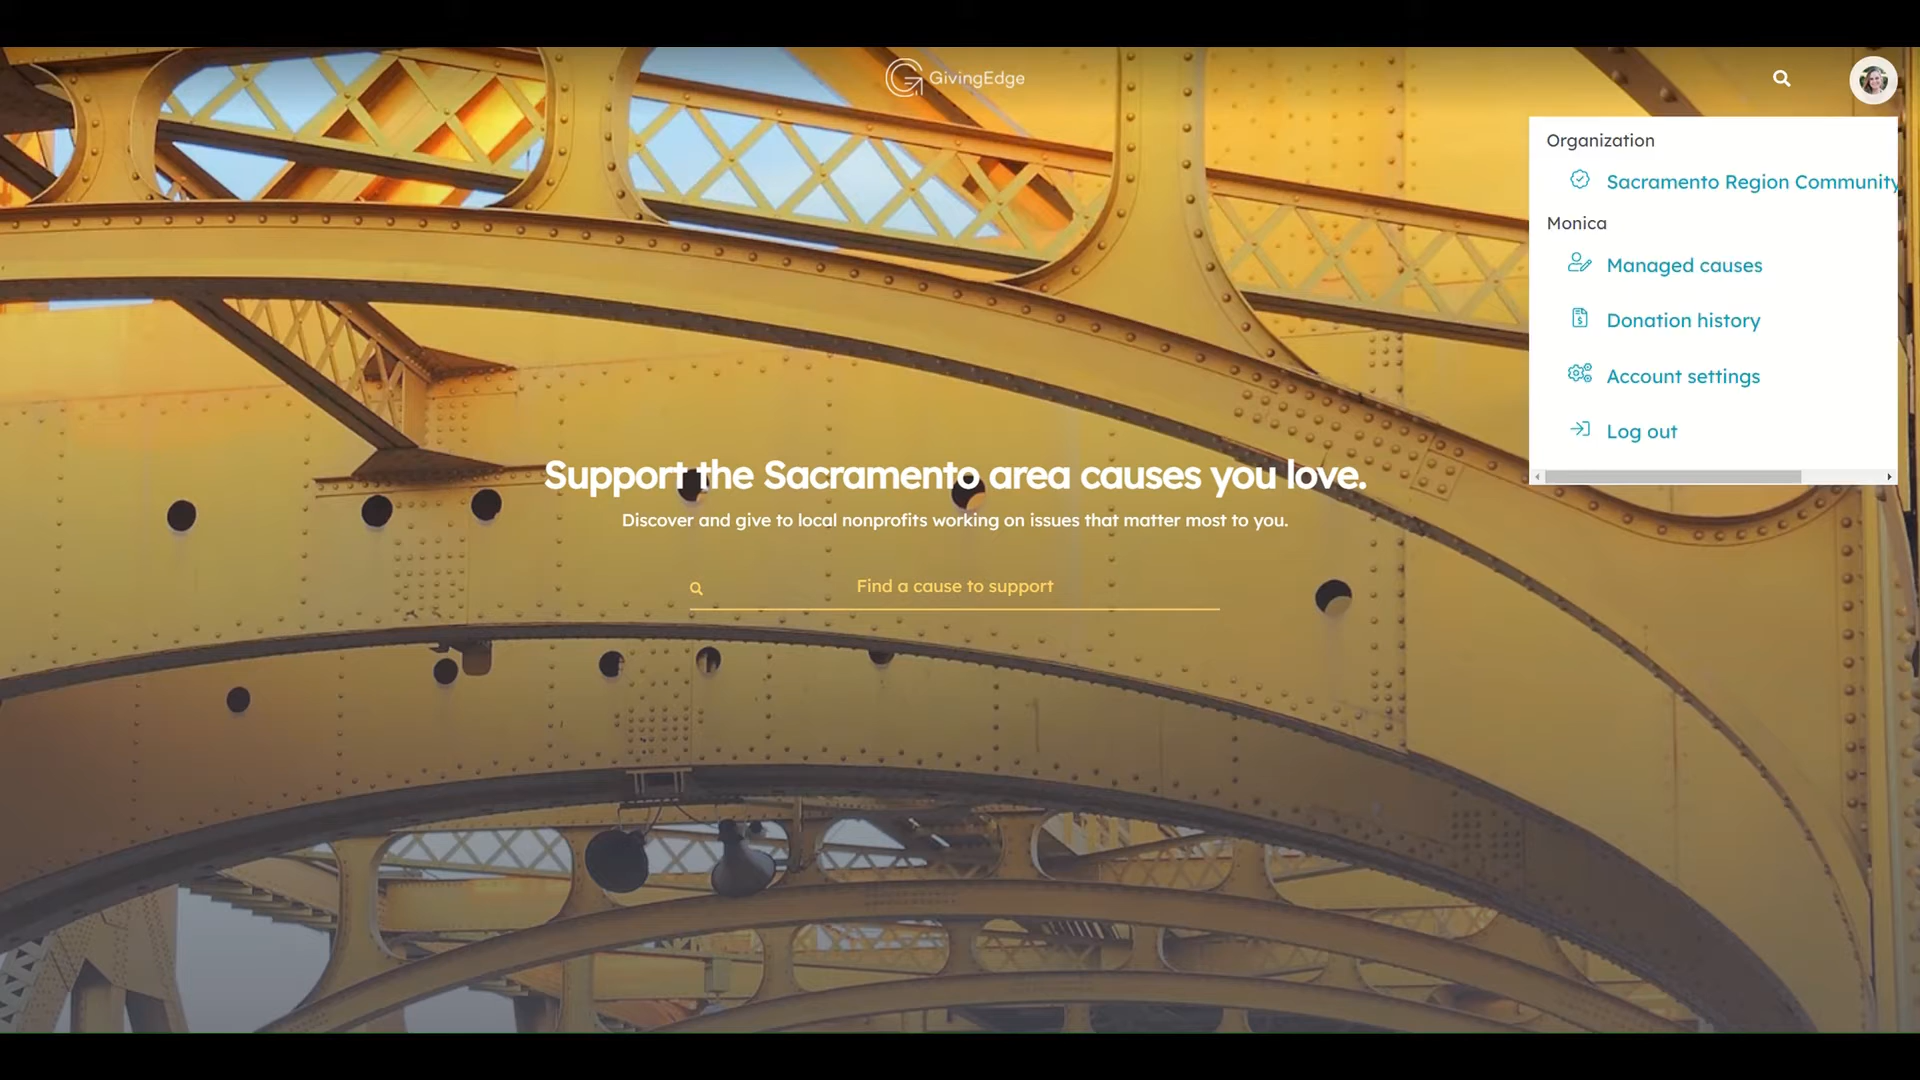 GivingEdge
Organization
Sacramento Region Community
Monica
Managed causes
Donation history
Account settings
Log out
Support the Sacramento area causes you love.
Discover and give to local nonprofits working on issues that matter most to you.
Find a cause to support